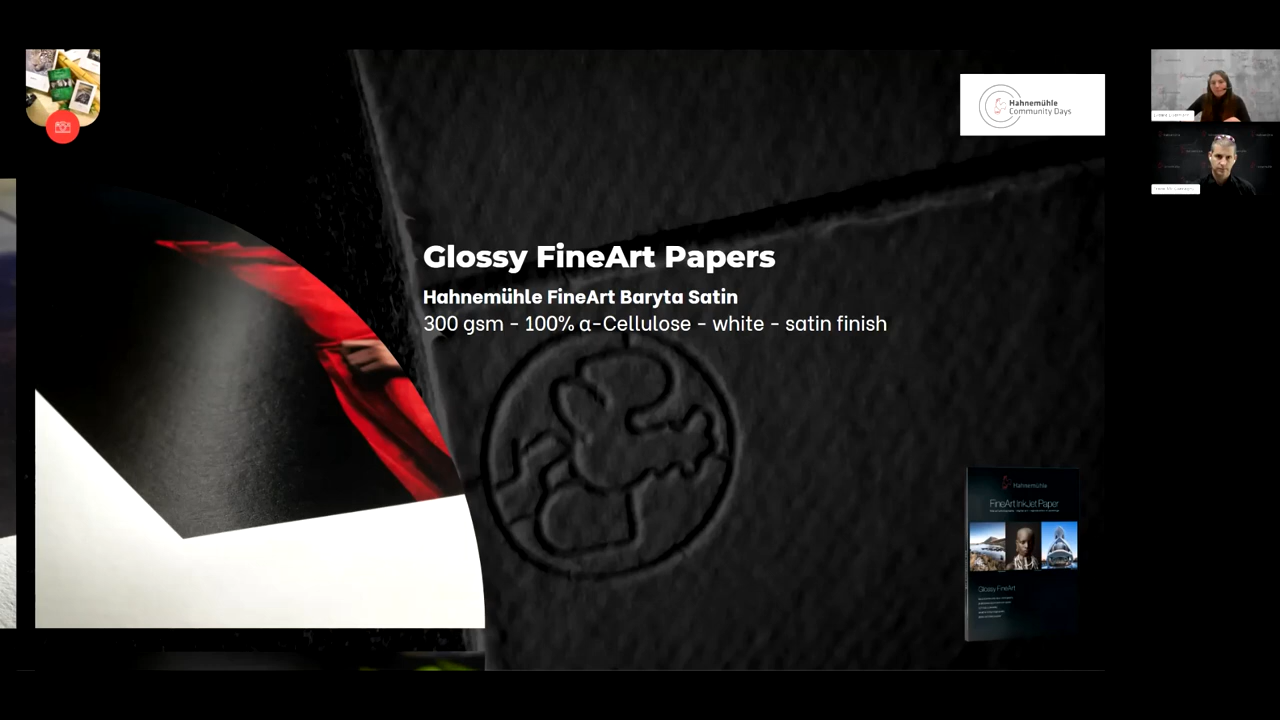 Hahnemühle
Community Days
Glossy FineArt Papers
Hahnemühle FineArt Baryta Satin
300 gsm - 100% α-Cellulose - white - satin finish
Hahnemühle
FineArt InkJet Paper
Glossy FineArt